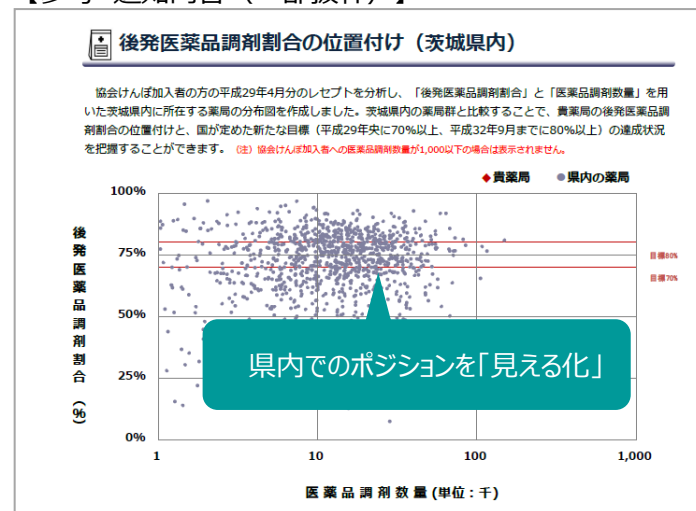 【参考 通知内容（一部抜粋）】
後発医薬品調剤割合の位置付け（茨城県内）
協会けんぽ加入者の方の平成29年4月分のレセプトを分析し、「後発医薬品調剤割合」と「医薬品調剤数量」を用
いた茨城県内に所在する薬局の分布図を作成しました。茨城県内の薬局群と比較することで、貴薬局の後発医薬品調
剤割合の位置付けと、国が定めた新たな目標（平成29年央に70%以上、平成32年9月までに80%以上）の達成状況
を把握することができます。（注）協会けんぽ加入者への医薬品調剤数量が1,000以下の場合は表示されません。
◆貴薬局 ●県内の薬局
100%
75%
50%
25%
0%
後発医薬品調剤割合（%）
目標80%
目標70%
県内でのポジションを「見える化」
1 10 100 1,000
医薬品調剤数量(単位：千)